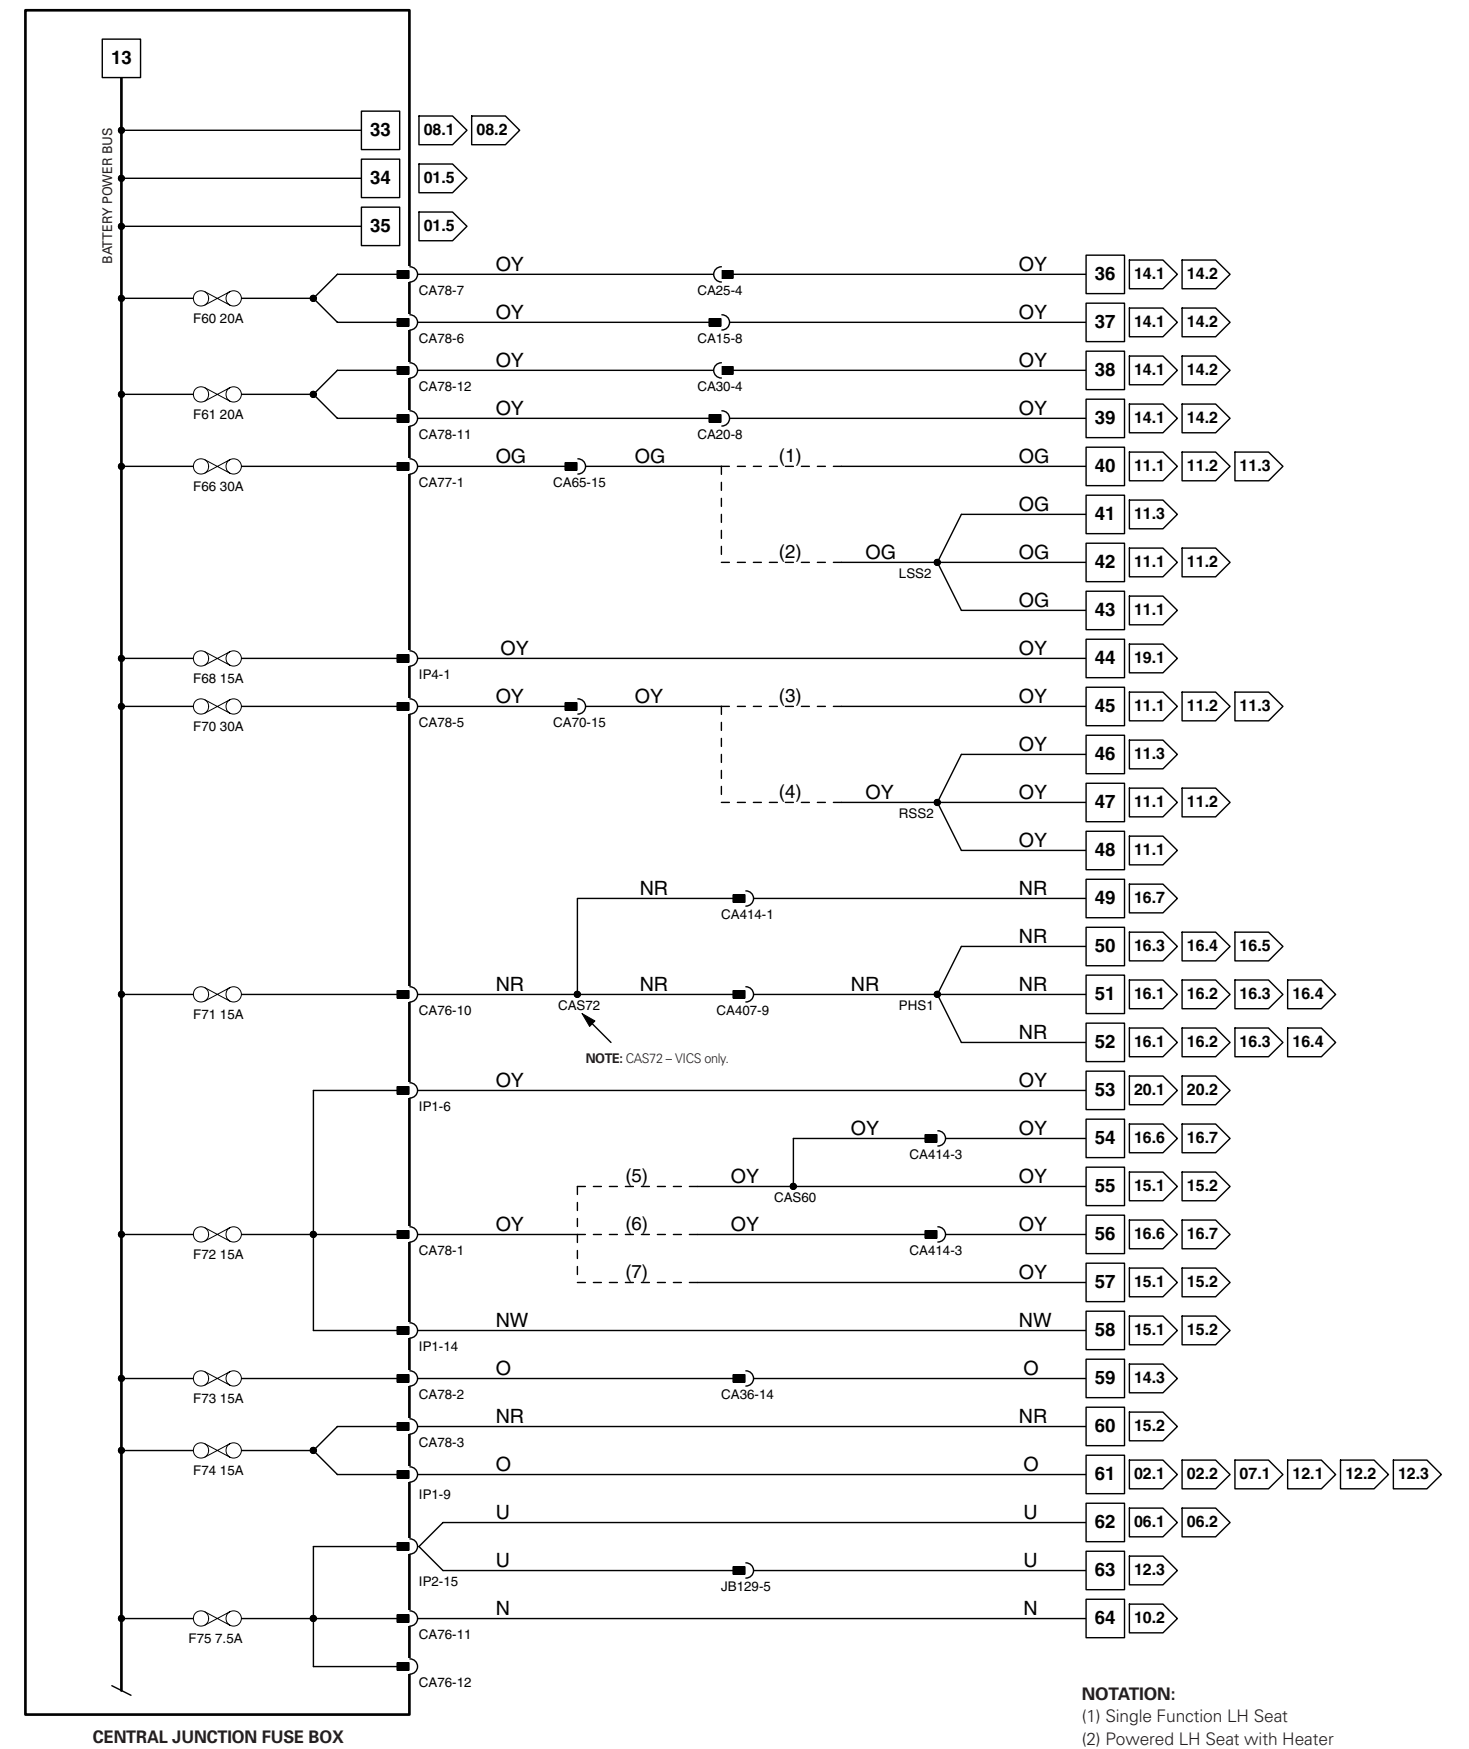 13
BATTERY POWER BUS
33 08.1 08.2
34 01.5
35 01.5
OY OY 36 14.1 14.2
CA78-7 CA25-4
F60 20A
OY OY 37 14.1 14.2
CA78-6 CA15-8
OY OY 38 14.1 14.2
CA78-12 CA30-4
F61 20A
OY OY 39 14.1 14.2
CA78-11 CA20-8
OG OG (1) OG 40 11.1 11.2 11.3
F66 30A CA77-1 CA65-15
OG 41 11.3
(2) OG OG 42 11.1 11.2
LSS2
OG 43 11.1
OY OY 44 19.1
F68 15A IP4-1
OY OY (3) OY 45 11.1 11.2 11.3
F70 30A CA78-5 CA70-15
OY 46 11.3
(4) OY OY 47 11.1 11.2
RSS2
OY 48 11.1
NR NR 49 16.7
CA414-1
NR 50 16.3 16.4 16.5
NR NR NR NR 51 16.1 16.2 16.3 16.4
F71 15A CA76-10 CAS72 CA407-9 PHS1
NR 52 16.1 16.2 16.3 16.4
NOTE: CAS72 – VICS only.
OY OY 53 20.1 20.2
IP1-6
OY OY 54 16.6 16.7
CA414-3
(5) OY OY 55 15.1 15.2
CAS60
OY (6) OY OY 56 16.6 16.7
F72 15A CA78-1 CA414-3
(7) OY 57 15.1 15.2
NW NW 58 15.1 15.2
IP1-14
O O 59 14.3
F73 15A CA78-2 CA36-14
NR NR 60 15.2
CA78-3
F74 15A
O O 61 02.1 02.2 07.1 12.1 12.2 12.3
IP1-9
U U 62 06.1 06.2
U U 63 12.3
IP2-15 JB129-5
N N 64 10.2
F75 7.5A CA76-11
CA76-12
NOTATION:
(1) Single Function LH Seat
(2) Powered LH Seat with Heater
CENTRAL JUNCTION FUSE BOX